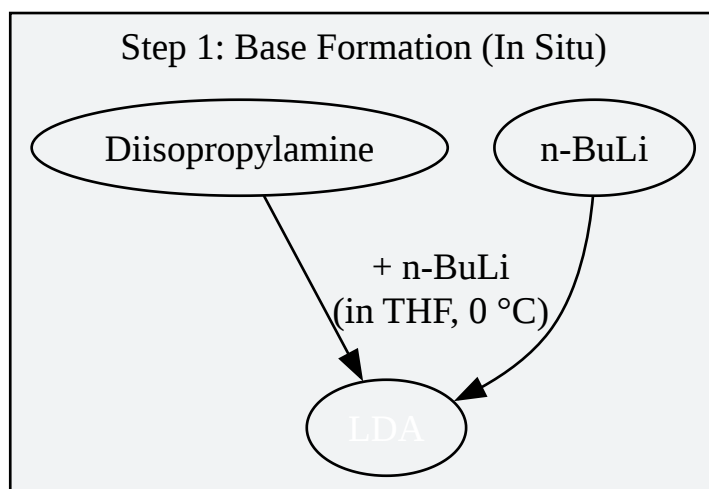 Step 1: Base Formation (In Situ)
Diisopropylamine
n-BuLi
+ n-BuLi
(in THF, 0 °C)
LDA